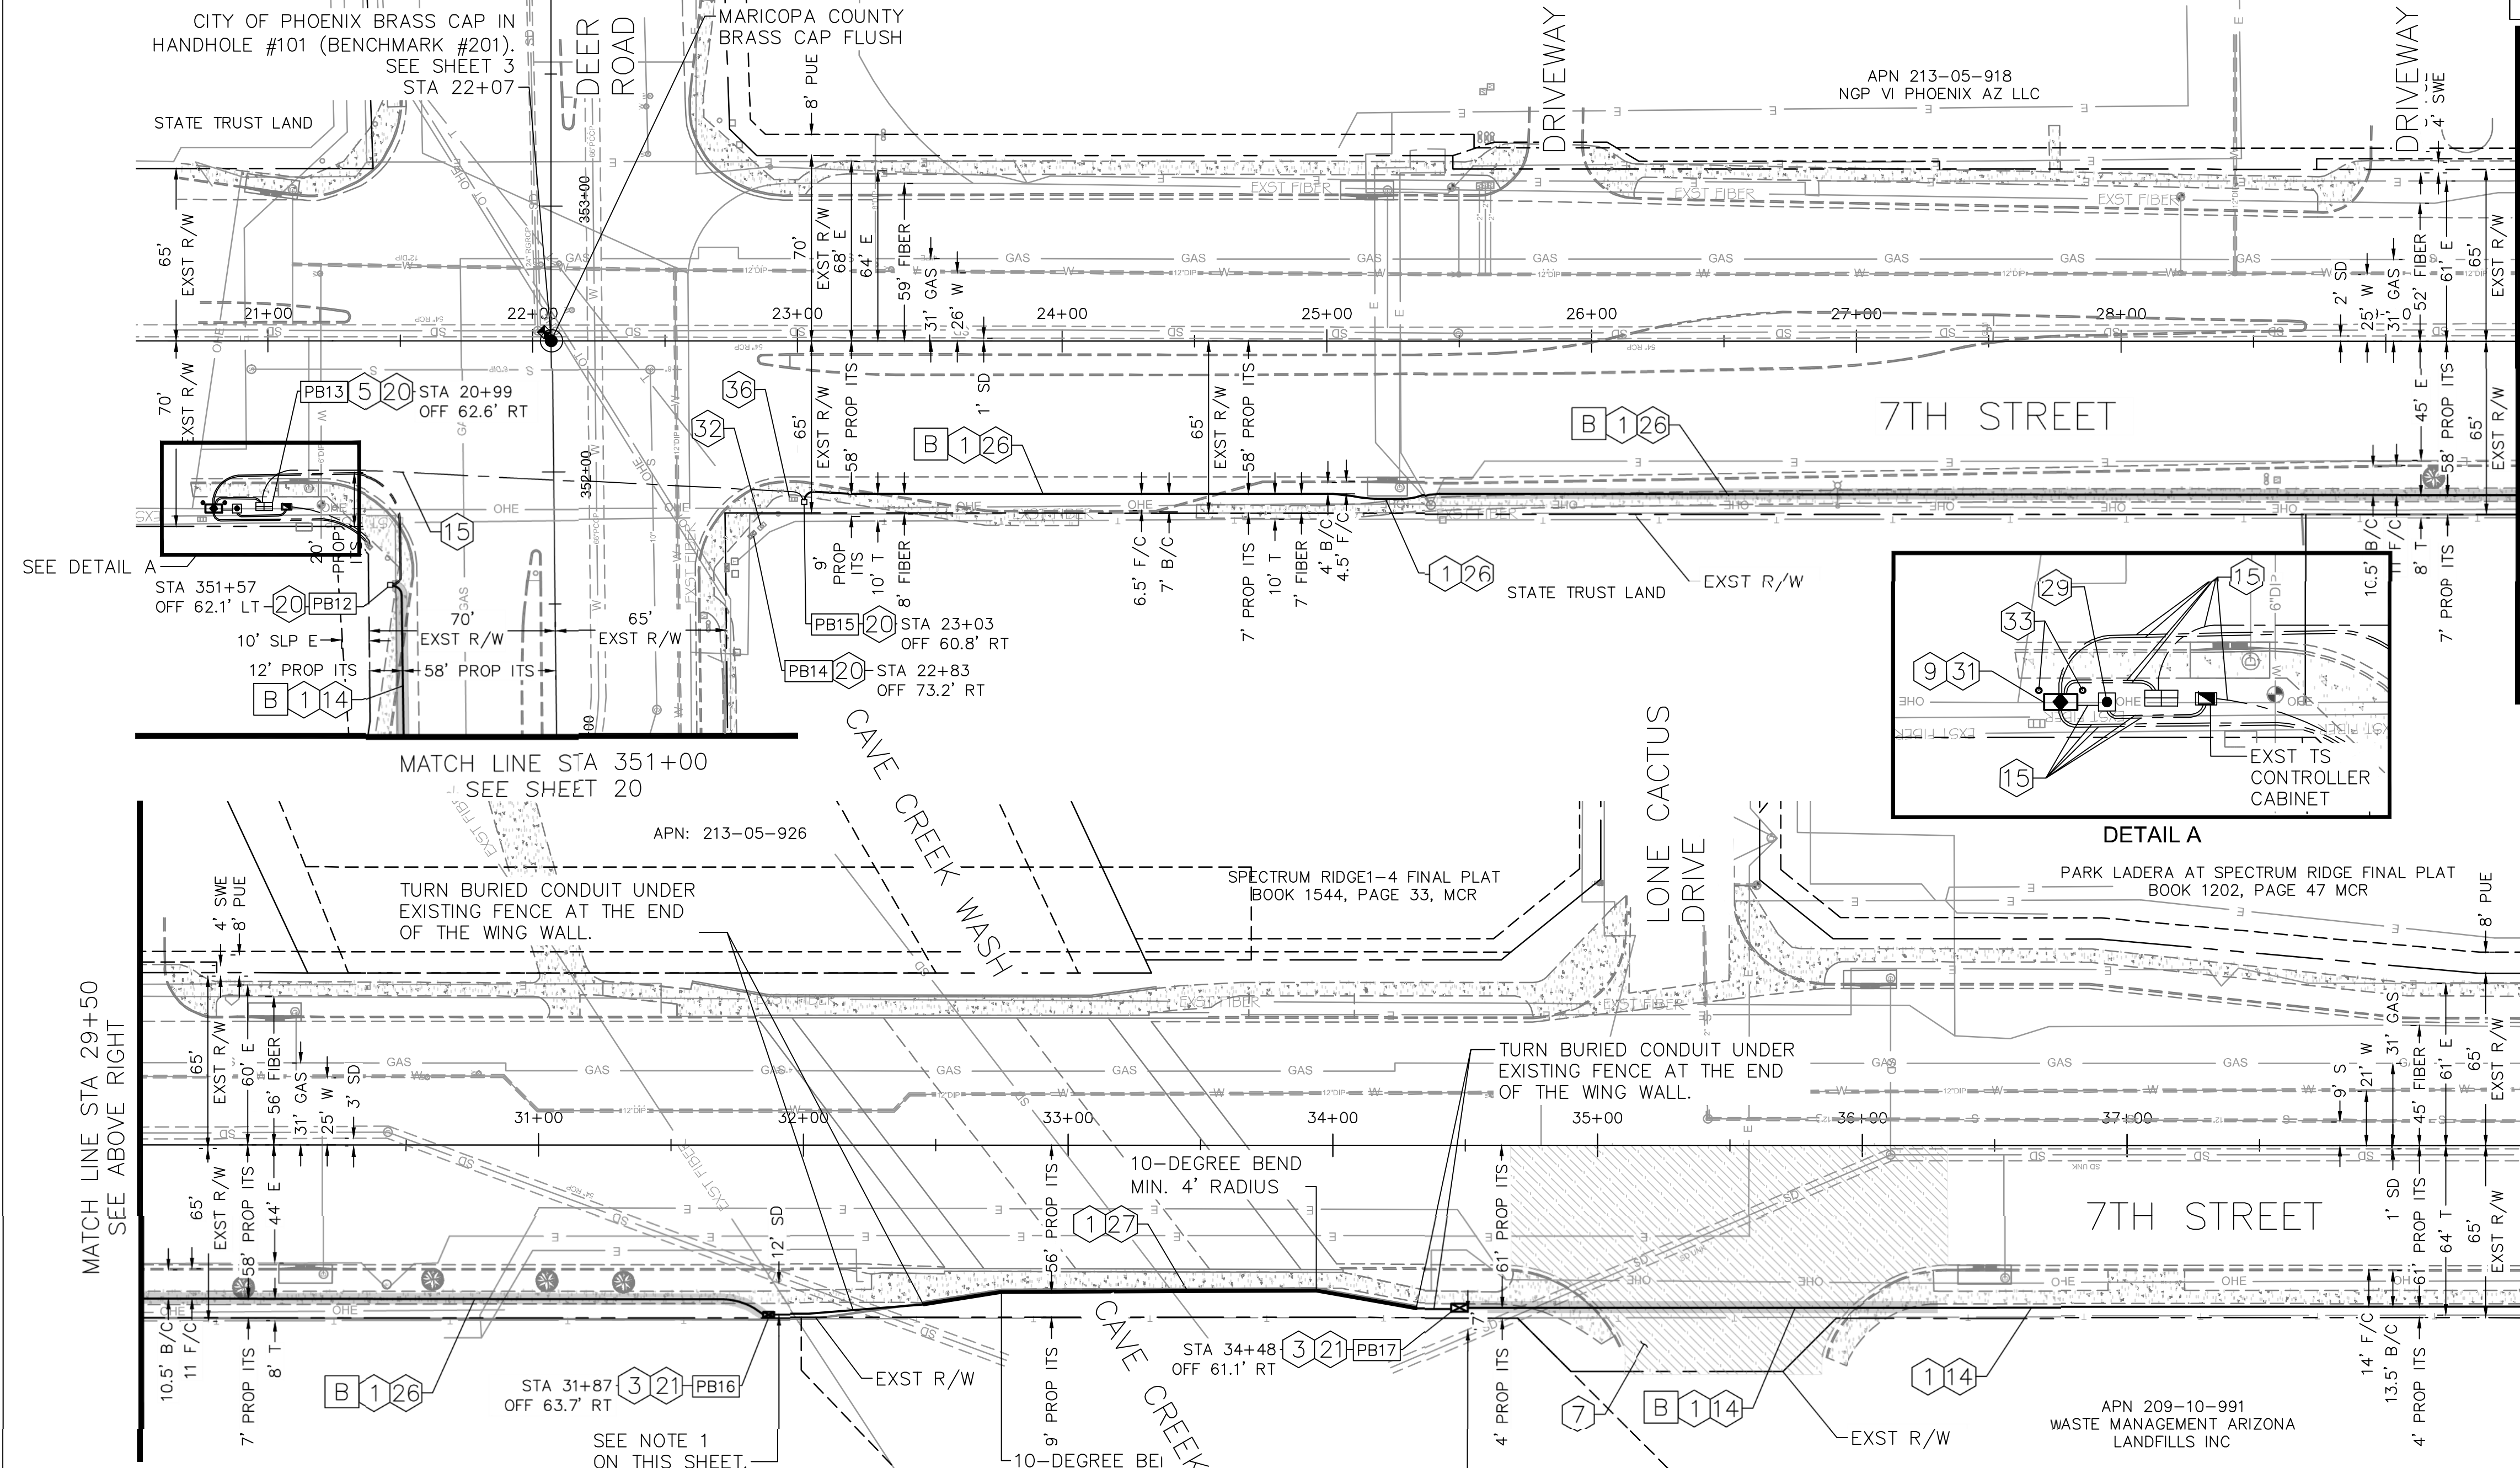 CITY OF PHOENIX BRASS CAP IN
HANDHOLE #101 (BENCHMARK #201).
SEE SHEET 3
STA 22+07
DEER
ROAD
MARICOPA COUNTY
BRASS CAP FLUSH
8' PUE
DRIVEWAY
APN 213-05-918
NGP VI PHOENIX AZ LLC
DRIVEWAY
4' SWE
STATE TRUST LAND
353+00
EXST FIBER
EXST FIBER
EXST FIBER
65'
EXST R/W
70'
EXST R/W
68' E
64' E
59' FIBER
31' GAS
26' W
2' SD
25' W
31' GAS
52' FIBER
61' E
65'
EXST R/W
GAS
GAS
GAS
GAS
GAS
GAS
GAS
GAS
GAS
21+00
22+00
23+00
24+00
25+00
26+00
27+00
28+00
70'
EXST R/W
PB13
5
20
STA 20+99
OFF 62.6' RT
36
32
65'
EXST R/W
58' PROP ITS
1' SD
B
1
26
65'
EXST R/W
58' PROP ITS
B
1
26
7TH STREET
45' E
58' PROP ITS
65'
EXST R/W
352+00
OHE
OHE
OHE
OHE
15
SEE DETAIL A
20'
PROP
ITS
STA 351+57
OFF 62.1' LT
20
PB12
70'
EXST R/W
65'
EXST R/W
10' SLP E
12' PROP ITS
58' PROP ITS
B
1
14
9'
PROP
ITS
10' T
8' FIBER
PB15
20
STA 23+03
OFF 60.8' RT
PB14
20
STA 22+83
OFF 73.2' RT
6.5' F/C
7' B/C
7' PROP ITS
10' T
7' FIBER
4' B/C
4.5' F/C
1
26
STATE TRUST LAND
EXST R/W
10.5' B/C
11' F/C
8' T
7' PROP ITS
MATCH LINE STA 351+00
SEE SHEET 20
33
29
15
6"DIP
9
31
OHE
OHE
15
EXST TS
CONTROLLER
CABINET
DETAIL A
MATCH LINE STA 29+50
SEE ABOVE RIGHT
APN: 213-05-926
CAVE CREEK WASH
4' SWE
8' PUE
TURN BURIED CONDUIT UNDER
EXISTING FENCE AT THE END
OF THE WING WALL.
SPECTRUM RIDGE1-4 FINAL PLAT
BOOK 1544, PAGE 33, MCR
LONE CACTUS
DRIVE
PARK LADERA AT SPECTRUM RIDGE FINAL PLAT
BOOK 1202, PAGE 47 MCR
8' PUE
EXST FIBER
EXST FIBER
65'
EXST R/W
60' E
56' FIBER
31' GAS
25' W
3' SD
GAS
GAS
GAS
GAS
GAS
GAS
GAS
GAS
GAS
TURN BURIED CONDUIT UNDER
EXISTING FENCE AT THE END
OF THE WING WALL.
9' S
21' W
31' GAS
45' FIBER
61' E
65'
EXST R/W
31+00
32+00
33+00
34+00
35+00
36+00
37+00
65'
EXST R/W
58' PROP ITS
44' E
12' SD
56' PROP ITS
10-DEGREE BEND
MIN. 4' RADIUS
1
27
61' PROP ITS
7TH STREET
1' SD
61' PROP ITS
64' T
65'
EXST R/W
10.5' B/C
11' F/C
7' PROP ITS
8' T
B
1
26
STA 31+87
OFF 63.7' RT
3
21
PB16
SEE NOTE 1
ON THIS SHEET.
EXST R/W
9' PROP ITS
10-DEGREE
CAVE CREEK
STA 34+48
OFF 61.1' RT
3
21
PB17
4' PROP ITS
7
B
1
14
EXST R/W
1
14
APN 209-10-991
WASTE MANAGEMENT ARIZONA
LANDFILLS INC
14' F/C
13.5' B/C
4' PROP ITS